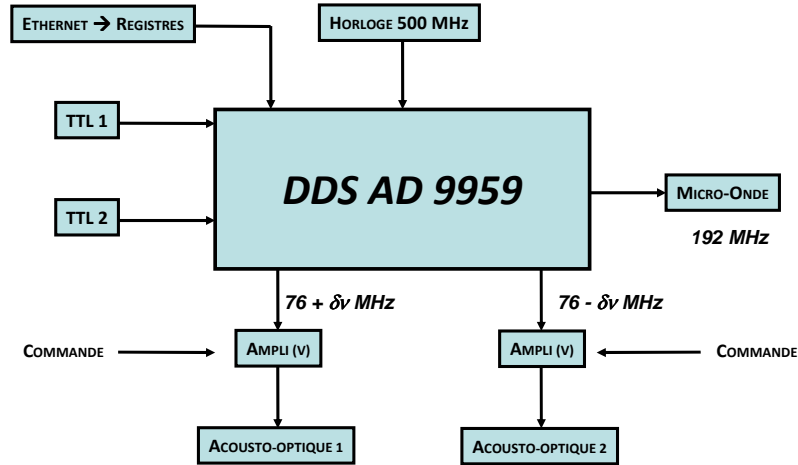 Ethernet → Registres
Horloge 500 MHz
TTL 1
DDS AD 9959
Micro-Onde
TTL 2
192 MHz
76 + δν MHz
76 - δν MHz
Commande
Ampli (V)
Ampli (V)
Commande
Acousto-optique 1
Acousto-optique 2